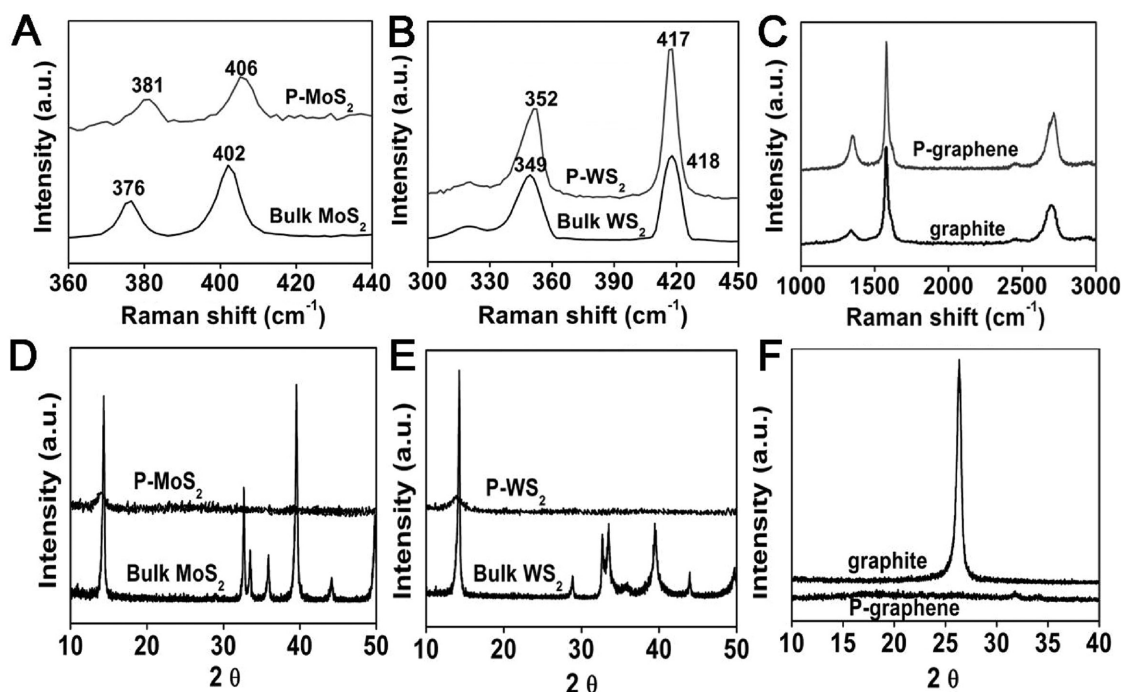 A
Intensity (a.u.)
381
406
P-MoS₂
376
402
Bulk MoS₂
360 380 400 420 440
Raman shift (cm⁻¹)
B
Intensity (a.u.)
417
352
349
418
P-WS₂
Bulk WS₂
300 330 360 390 420 450
Raman shift (cm⁻¹)
C
Intensity (a.u.)
P-graphene
graphite
1000 1500 2000 2500 3000
Raman shift (cm⁻¹)
D
Intensity (a.u.)
P-MoS₂
Bulk MoS₂
10 20 30 40 50
2 θ
E
Intensity (a.u.)
P-WS₂
Bulk WS₂
10 20 30 40 50
2 θ
F
Intensity (a.u.)
graphite
P-graphene
10 15 20 25 30 35 40
2 θ